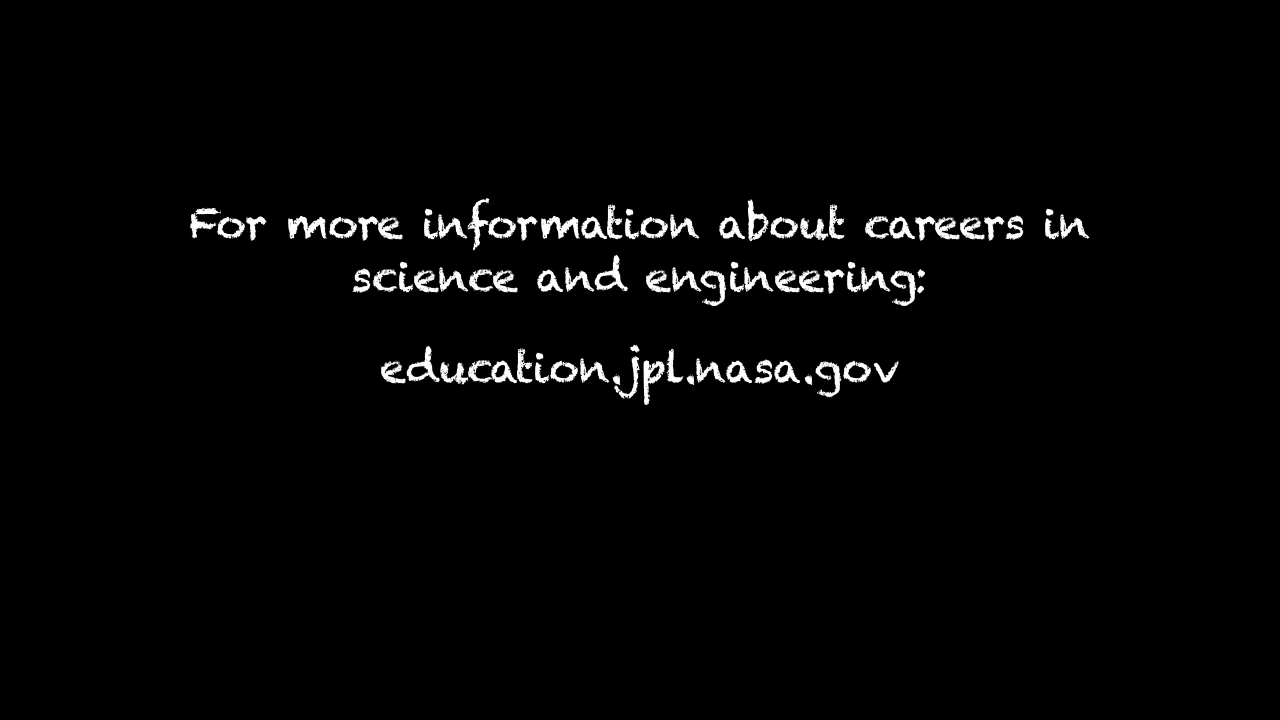 For more information about careers in
science and engineering:
education.jpl.nasa.gov